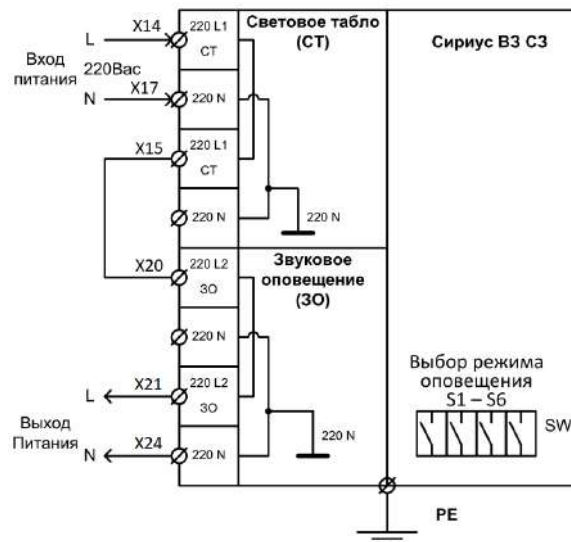 X14
220 L1
СТ
Световое табло
(СТ)
Сириус ВЗ СЗ
L
Вход
питания
220Вас
N
X17
220 N
X15
220 L1
СТ
220 N
220 N
X20
220 L2
ЗО
Звуковое
оповещение
(ЗО)
220 N
Выбор режима
оповещения
S1 – S6
SW
L
X21
220 L2
ЗО
Выход
Питания
N
X24
220 N
220 N
PE